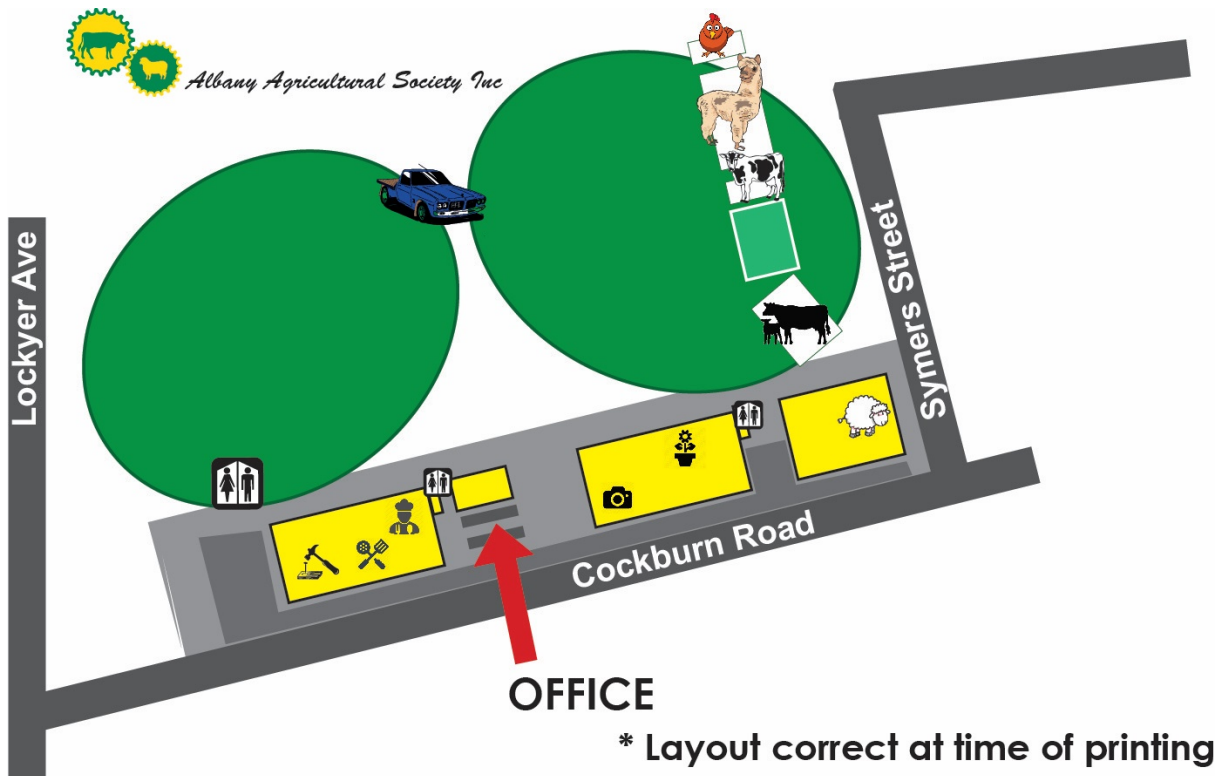 Albany Agricultural Society Inc
Lockyer Ave
Symers Street
Cockburn Road
OFFICE
* Layout correct at time of printing